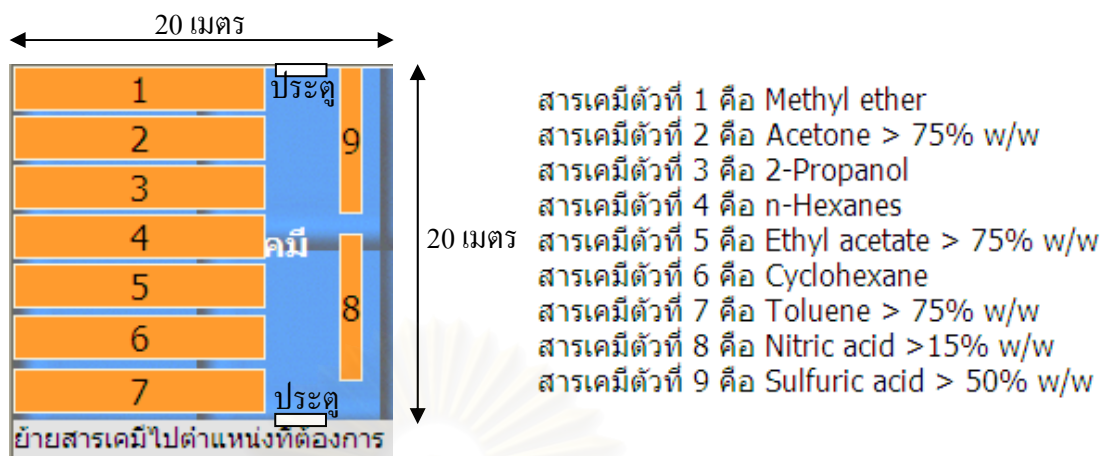 20 เมตร
ประตู
1
2
3
4
5
6
7
9
8
คมี
ประตู
20 เมตร
ย้ายสารเคมีไปตำแหน่งที่ต้องการ
สารเคมีตัวที่ 1 คือ Methyl ether
สารเคมีตัวที่ 2 คือ Acetone > 75% w/w
สารเคมีตัวที่ 3 คือ 2-Propanol
สารเคมีตัวที่ 4 คือ n-Hexanes
สารเคมีตัวที่ 5 คือ Ethyl acetate > 75% w/w
สารเคมีตัวที่ 6 คือ Cyclohexane
สารเคมีตัวที่ 7 คือ Toluene > 75% w/w
สารเคมีตัวที่ 8 คือ Nitric acid >15% w/w
สารเคมีตัวที่ 9 คือ Sulfuric acid > 50% w/w